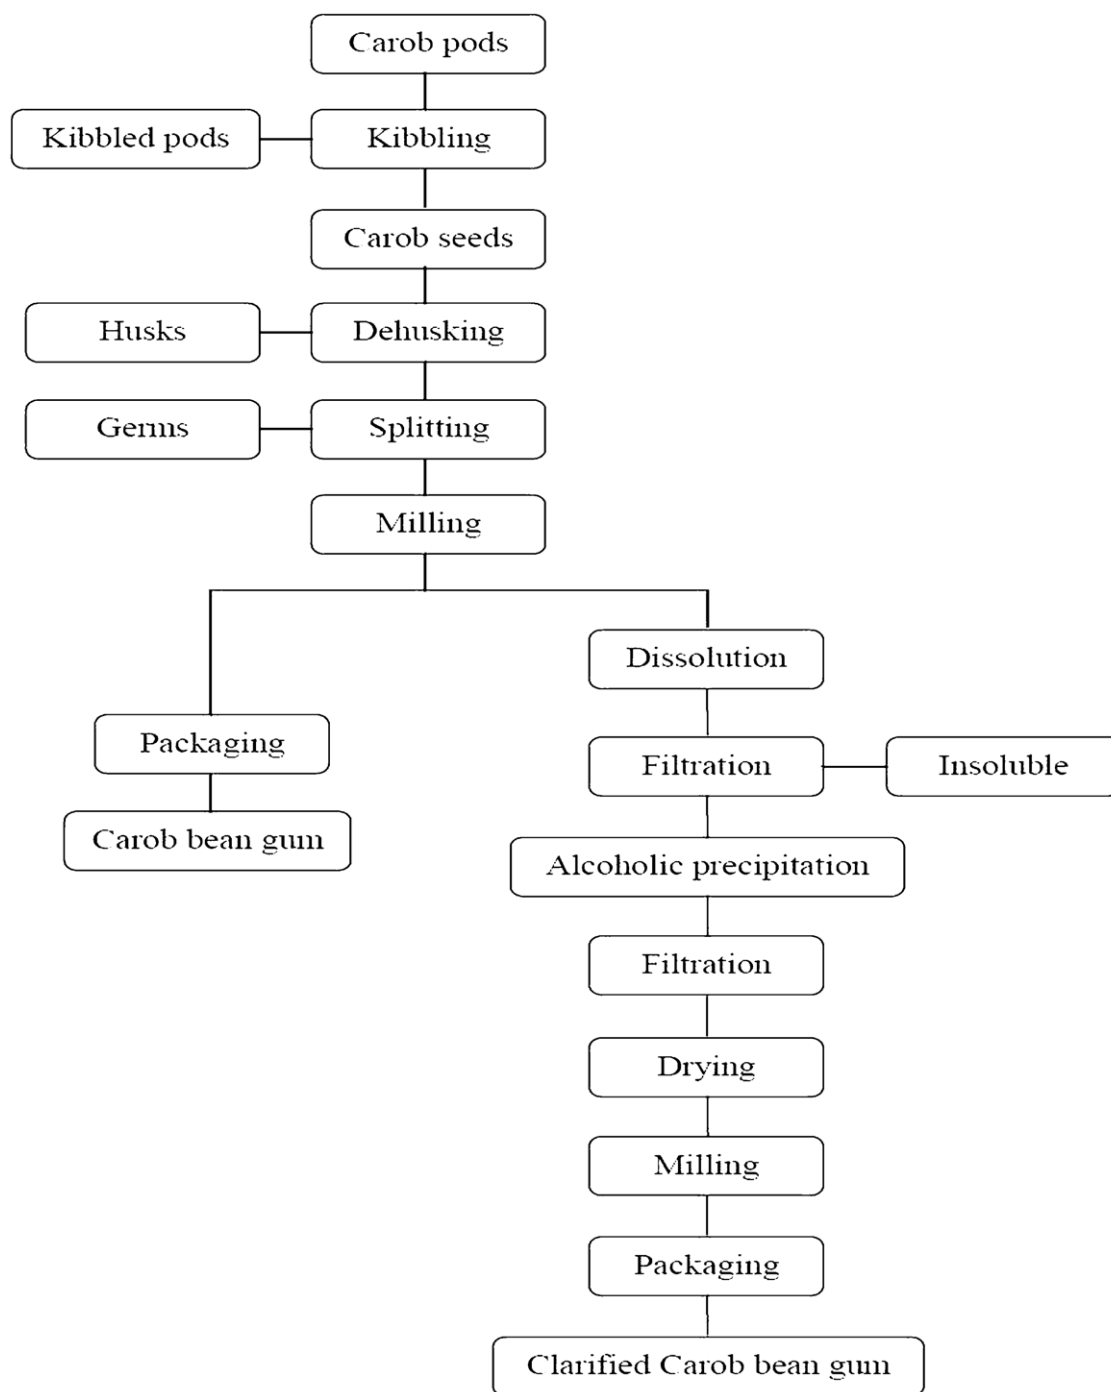 Carob pods
Kibbled pods
Kibbling
Carob seeds
Husks
Dehusking
Germs
Splitting
Milling
Dissolution
Packaging
Filtration
Insoluble
Carob bean gum
Alcoholic precipitation
Filtration
Drying
Milling
Packaging
Clarified Carob bean gum